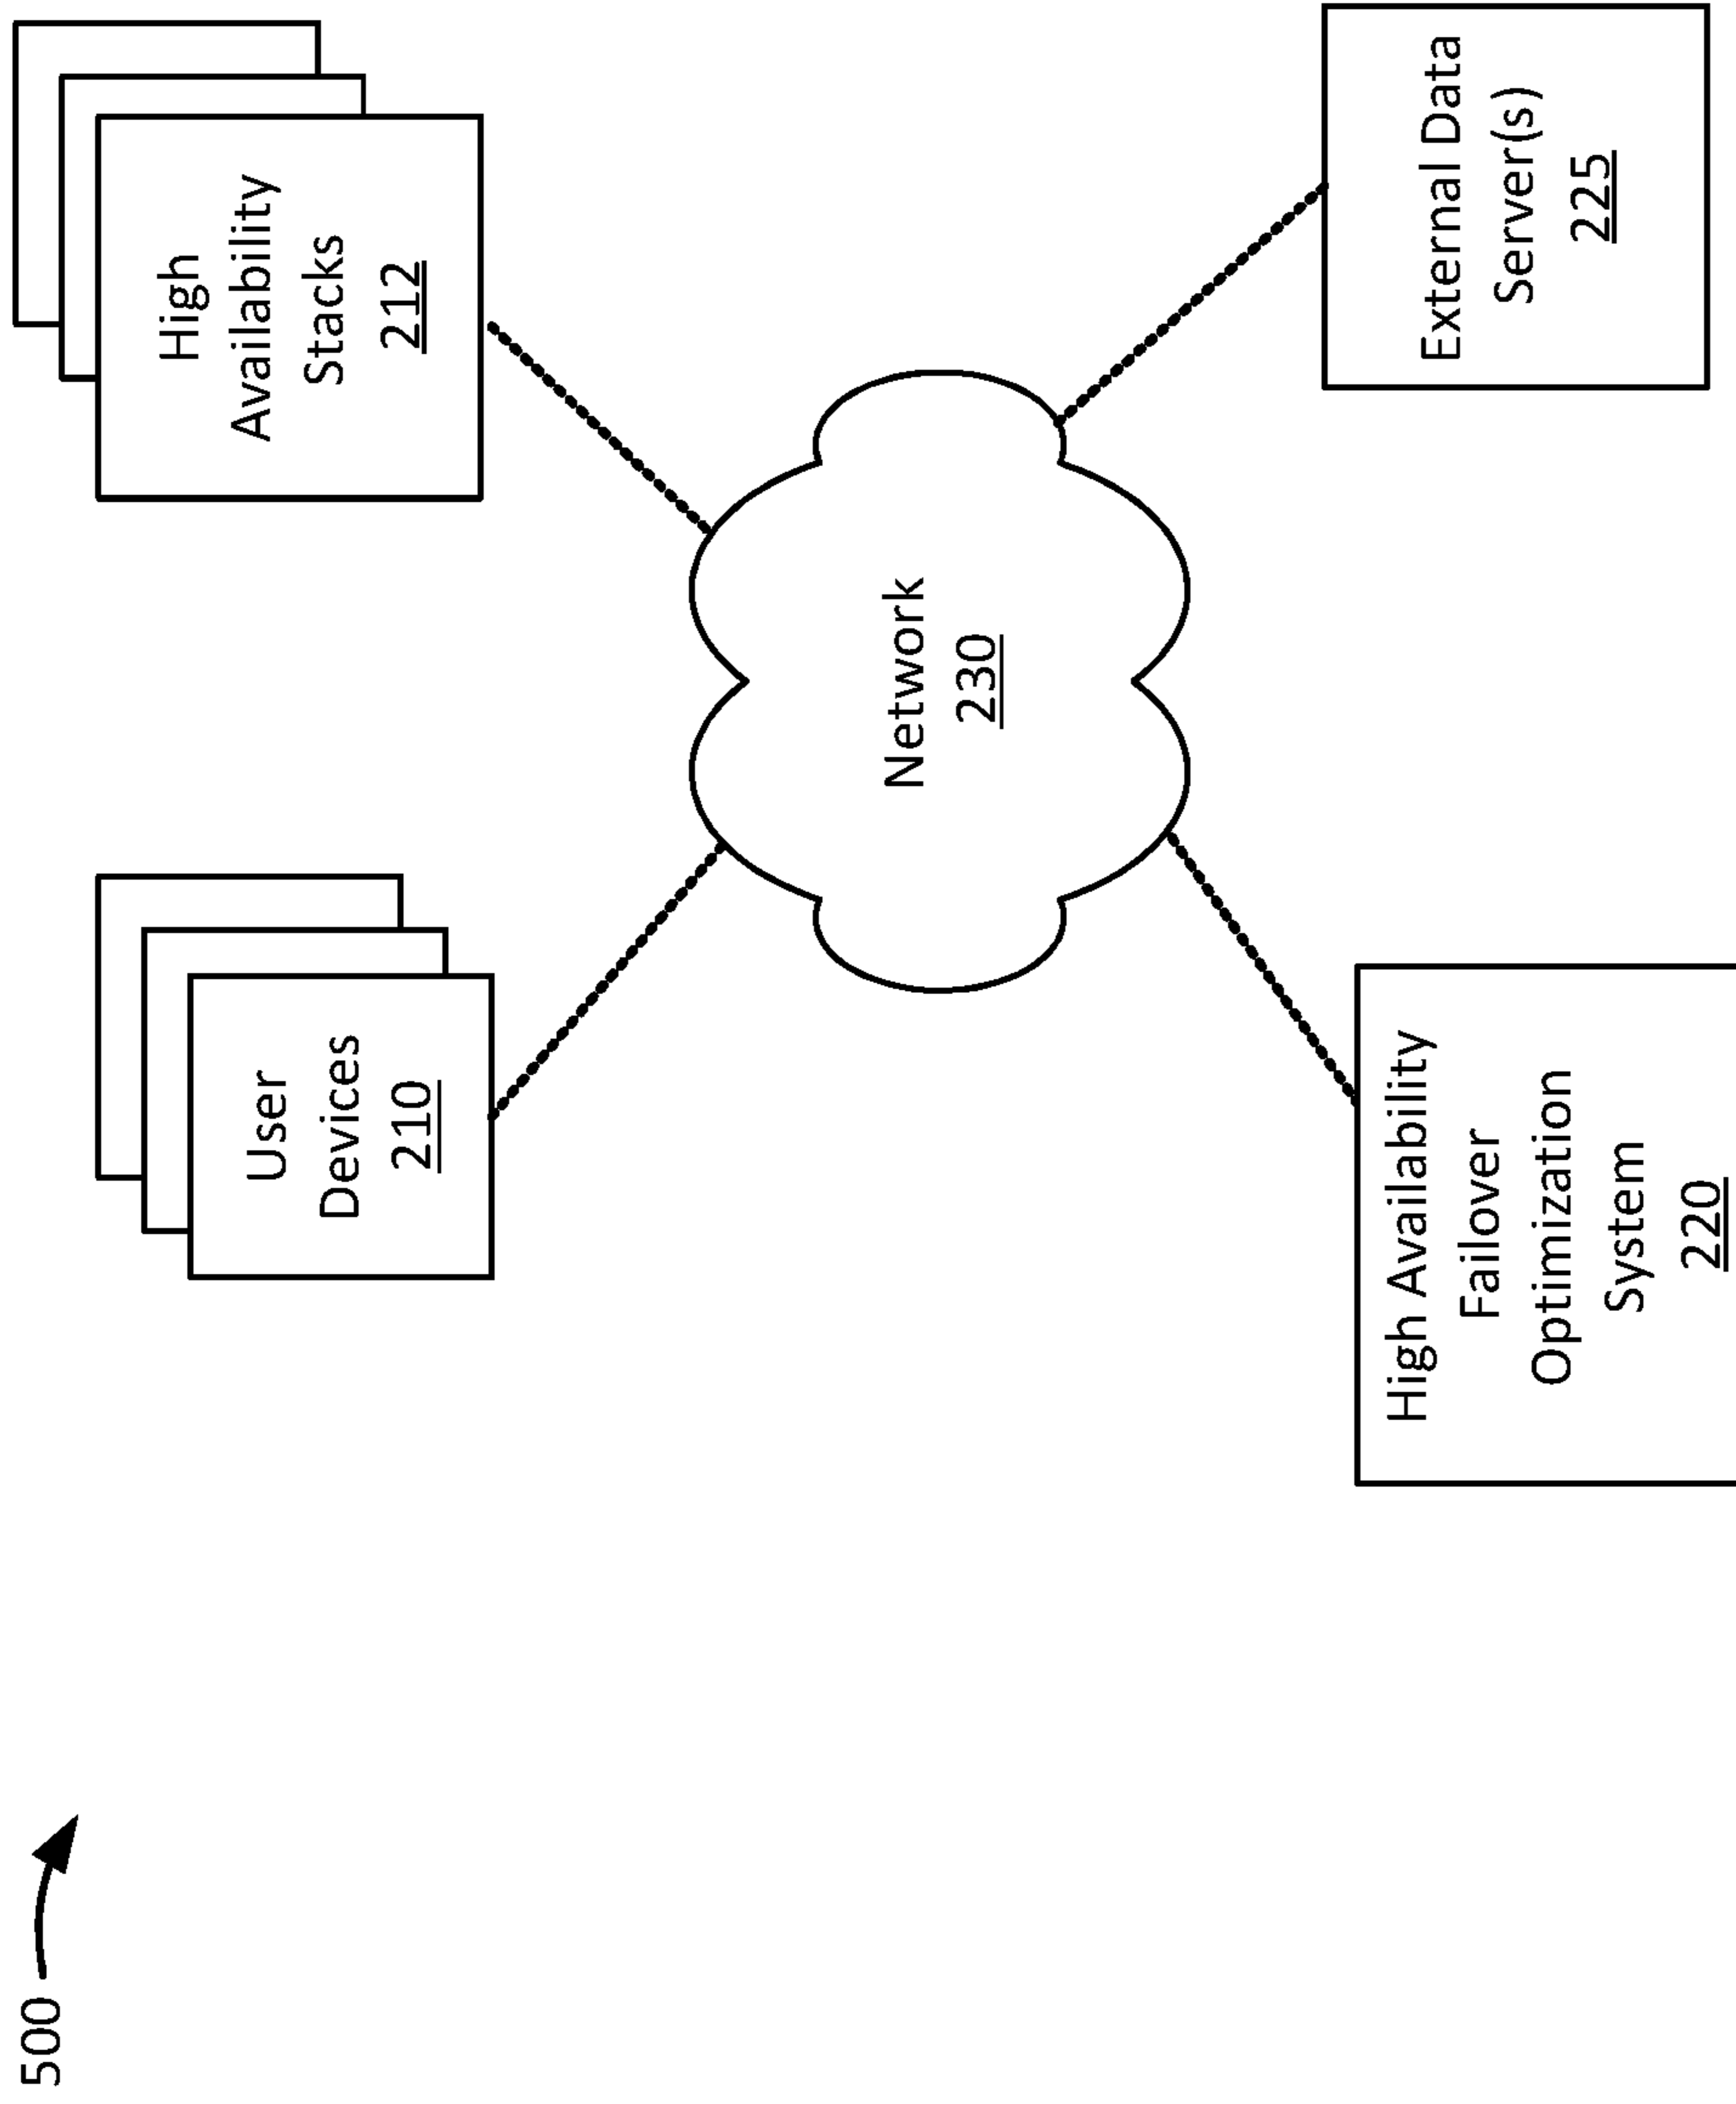 500
User
Devices
210
High
Availability
Stacks
212
Network
230
High Availability
Failover
Optimization
System
220
External Data
Server(s)
225